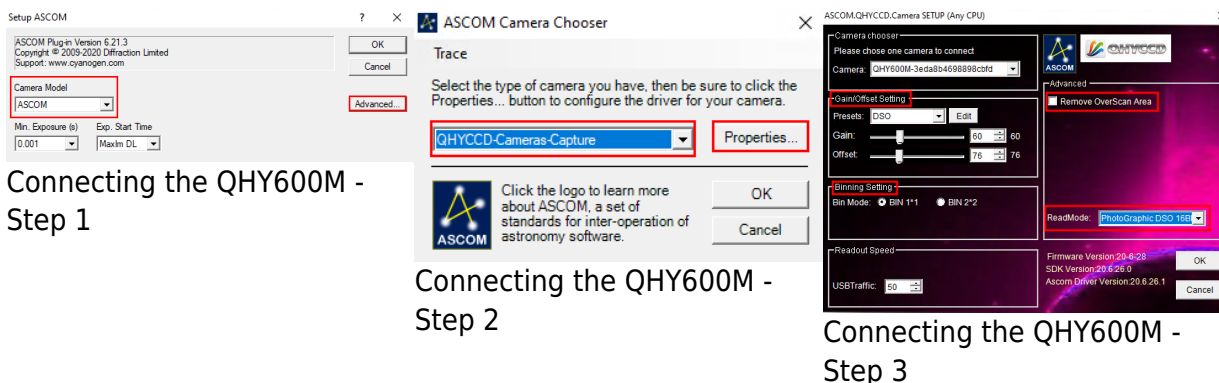 Setup ASCOM ? ×
ASCOM Plug-in Version 6.21.3
Copyright © 2009-2020 Diffraction Limited
Support: www.cyanogen.com
OK
Cancel
Camera Model
ASCOM
Advanced...
Min. Exposure (s) Exp. Start Time
0.001 MaxIm DL
Connecting the QHY600M -
Step 1
ASCOM Camera Chooser ×
Trace
Select the type of camera you have, then be sure to click the
Properties... button to configure the driver for your camera.
QHYCCD-Cameras-Capture Properties...
Click the logo to learn more
about ASCOM, a set of
standards for inter-operation of
astronomy software.
ASCOM
OK
Cancel
Connecting the QHY600M -
Step 2
ASCOM.QHYCCD.Camera SETUP (Any CPU)
Camera chooser
Please chose one camera to connect
Camera: QHY600M-3eda8b4698898cbfd
ASCOM
QHYCCD
Gain/Offset Setting
Presets: DSO Edit
Gain: 60 60
Offset: 76 76
Advanced
Remove OverScan Area
Binning Setting
Bin Mode: BIN 1*1 BIN 2*2
ReadMode: PhotoGraphic DSO 16B
Readout Speed
USBTraffic: 50
Firmware Version:20-6-28
SDK Version:20.6.26.0
Ascom Driver Version:20.6.26.1
OK
Cancel
Connecting the QHY600M -
Step 3